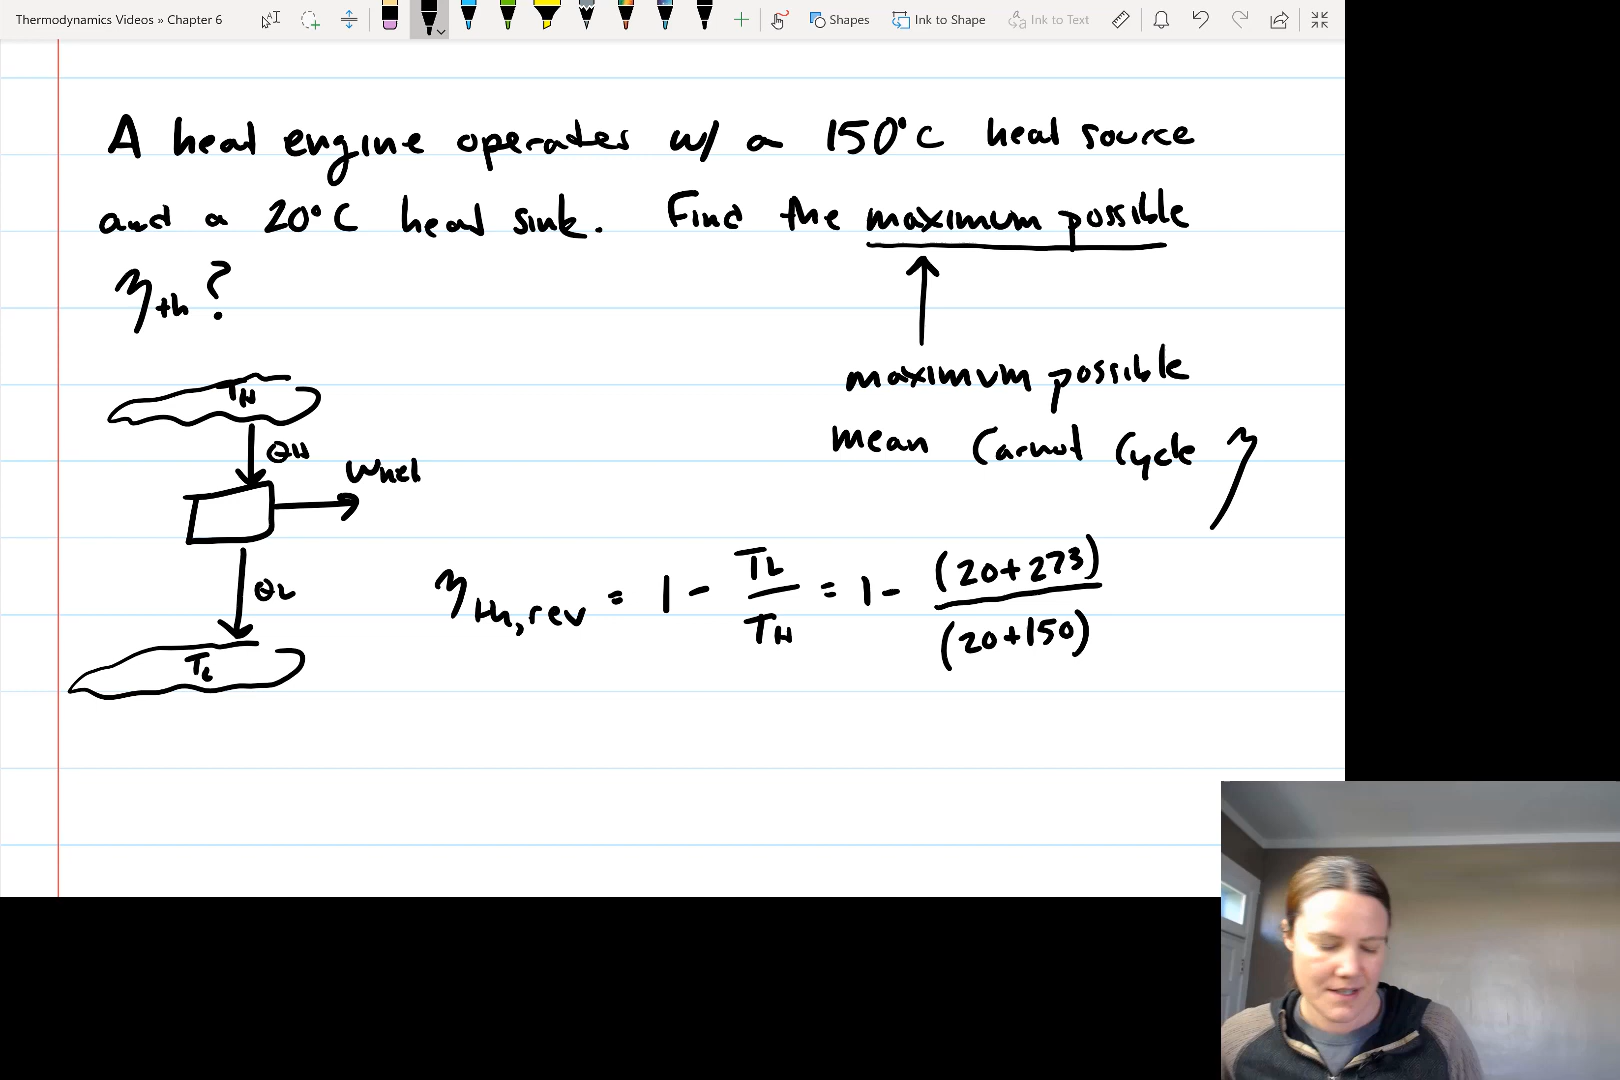 Thermodynamics Videos » Chapter 6
Shapes
Ink to Shape
Ink to Text
A heat engine operates w/ a 150°C heat source
and a 20°C heat sink. Find the maximum possible
ηth?
maximum possible
mean Carnot Cycle η
TH
QH
Wnet
QL
TL
ηth,rev = 1 - TL/TH = 1 - (20+273)/(20+150)